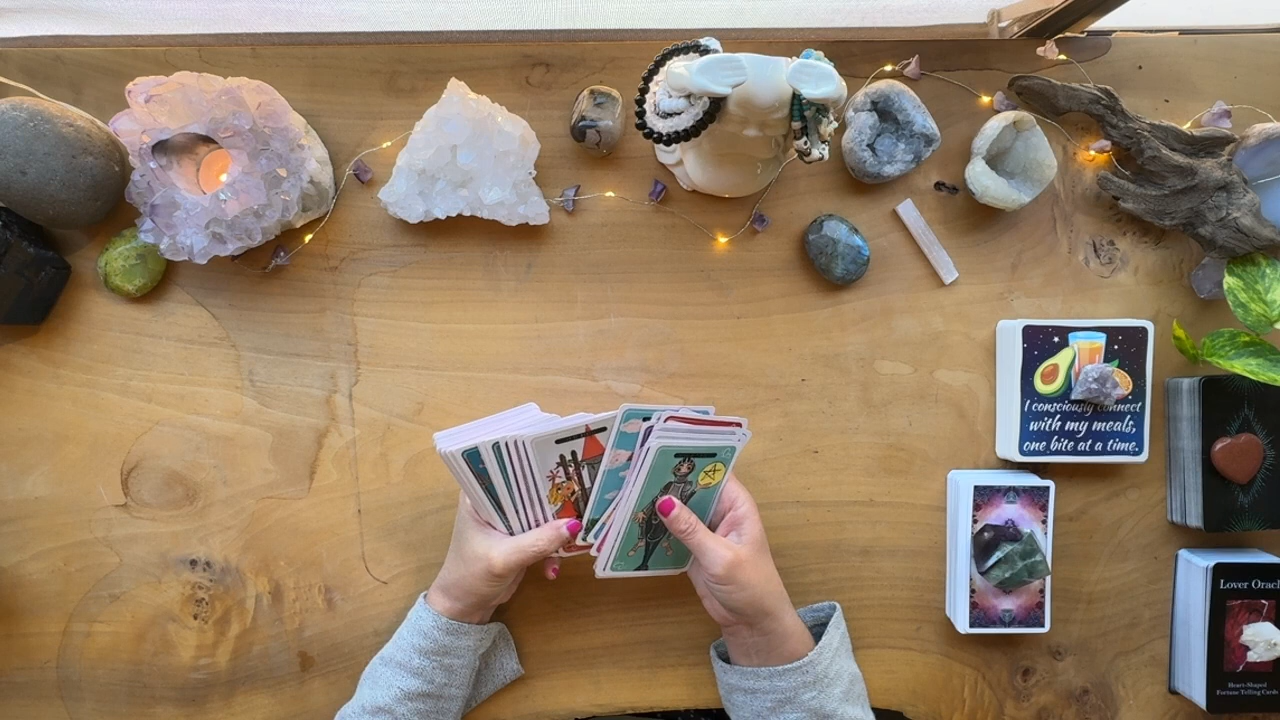 I consciously connect
with my meals,
one bite at a time.
Lover Orac
Heart-Shaped
Fortune Telling Cards